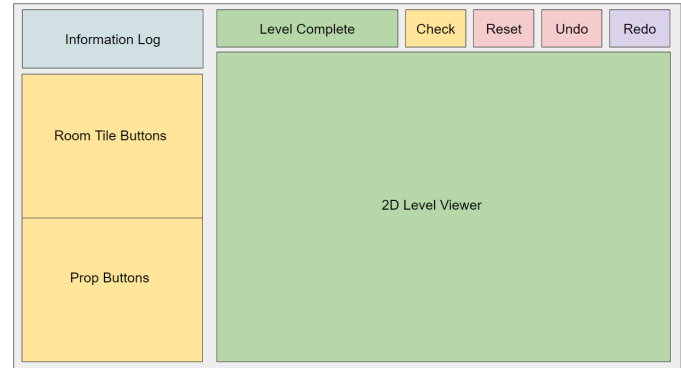 Information Log
Level Complete
Check
Reset
Undo
Redo
Room Tile Buttons
2D Level Viewer
Prop Buttons